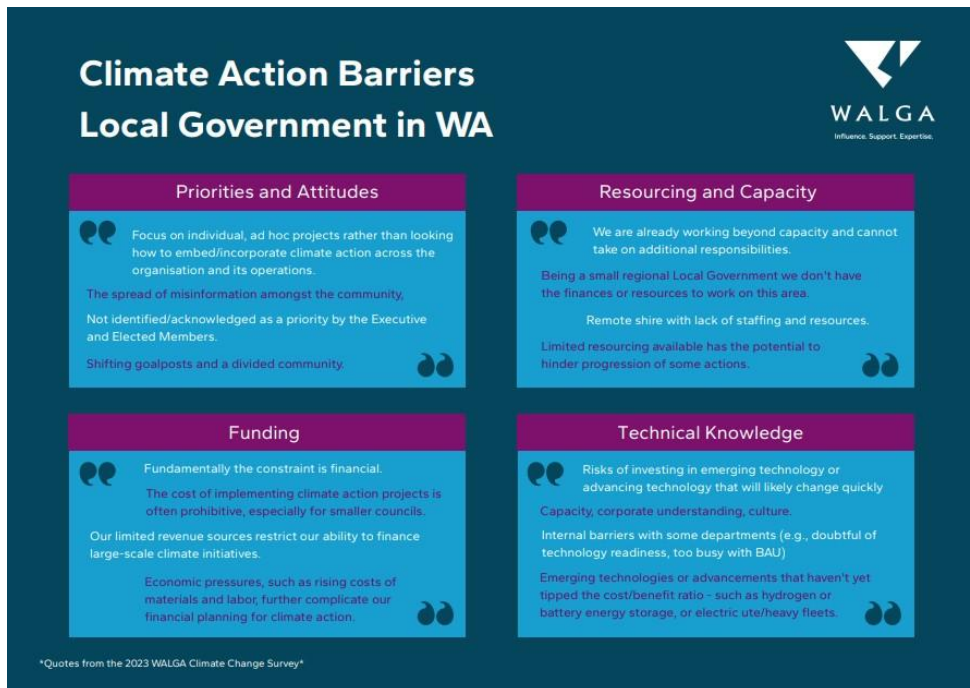 Climate Action Barriers
Local Government in WA
WALGA
Influence. Support. Expertise.
Priorities and Attitudes
Focus on individual, ad hoc projects rather than looking
how to embed/incorporate climate action across the
organisation and its operations.
The spread of misinformation amongst the community,
Not identified/acknowledged as a priority by the Executive
and Elected Members.
Shifting goalposts and a divided community.
Resourcing and Capacity
We are already working beyond capacity and cannot
take on additional responsibilities.
Being a small regional Local Government we don't have
the finances or resources to work on this area.
Remote shire with lack of staffing and resources.
Limited resourcing available has the potential to
hinder progression of some actions.
Funding
Fundamentally the constraint is financial.
The cost of implementing climate action projects is
often prohibitive, especially for smaller councils.
Our limited revenue sources restrict our ability to finance
large-scale climate initiatives.
Economic pressures, such as rising costs of
materials and labor, further complicate our
financial planning for climate action.
Technical Knowledge
Risks of investing in emerging technology or
advancing technology that will likely change quickly
Capacity, corporate understanding, culture.
Internal barriers with some departments (e.g., doubtful of
technology readiness, too busy with BAU)
Emerging technologies or advancements that haven't yet
tipped the cost/benefit ratio - such as hydrogen or
battery energy storage, or electric ute/heavy fleets.
*Quotes from the 2023 WALGA Climate Change Survey*